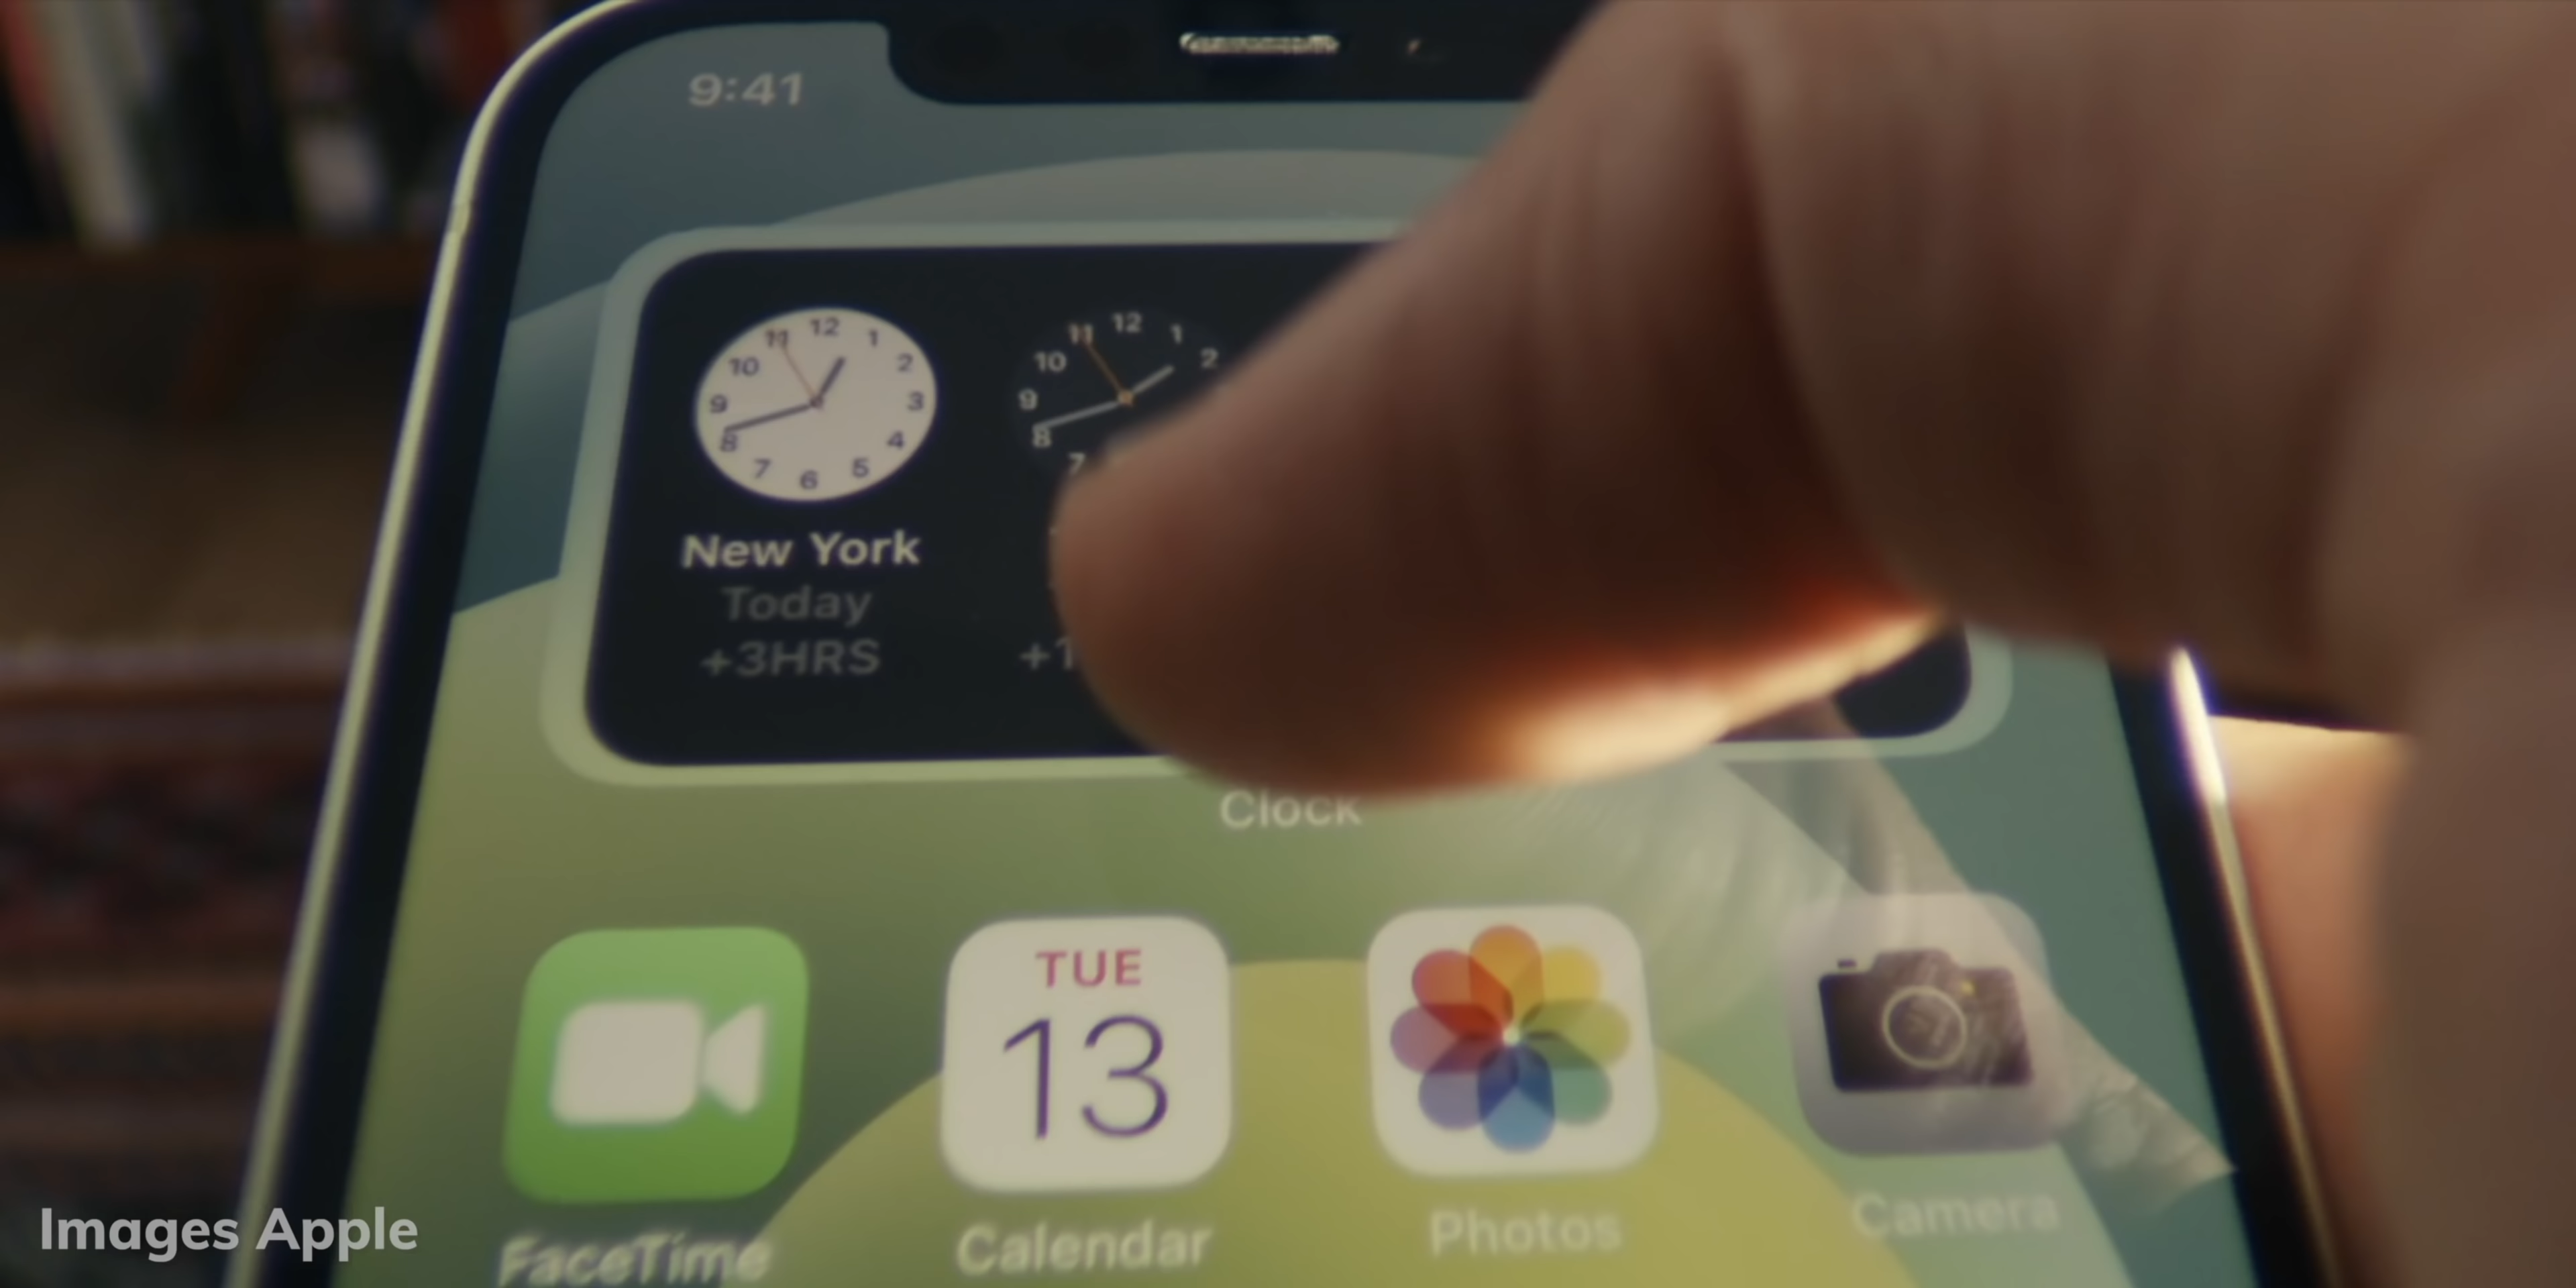 9:41
12
11
1
10
2
9
3
8
4
7
5
6
12
11
1
10
2
9
8
7
New York
Today
+3HRS
+1
Clock
TUE
13
FaceTime
Calendar
Photos
Camera
Images Apple